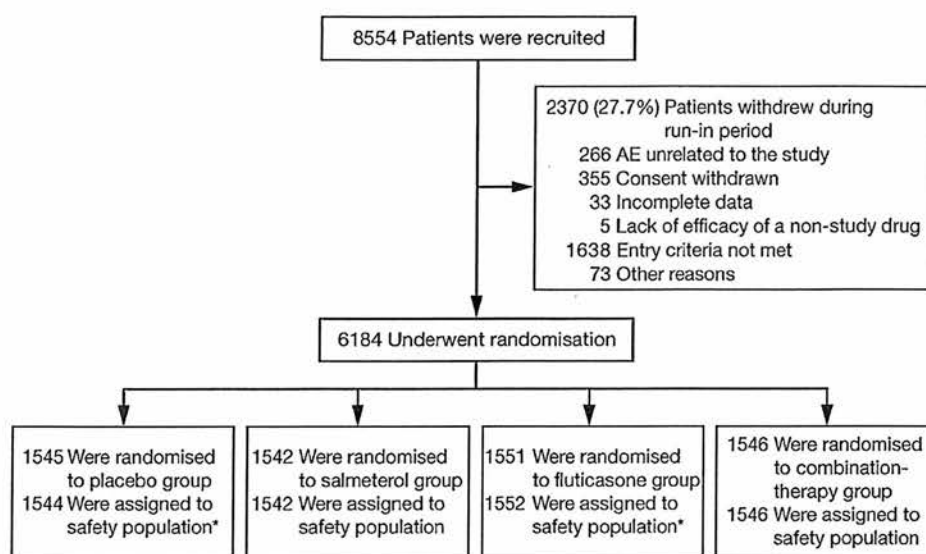 8554 Patients were recruited
2370 (27.7%) Patients withdrew during
run-in period
266 AE unrelated to the study
355 Consent withdrawn
33 Incomplete data
5 Lack of efficacy of a non-study drug
1638 Entry criteria not met
73 Other reasons
6184 Underwent randomisation
1545 Were randomised
to placebo group
1544 Were assigned to
safety population*
1542 Were randomised
to salmeterol group
1542 Were assigned to
safety population
1551 Were randomised
to fluticasone group
1552 Were assigned to
safety population*
1546 Were randomised
to combination-
therapy group
1546 Were assigned to
safety population